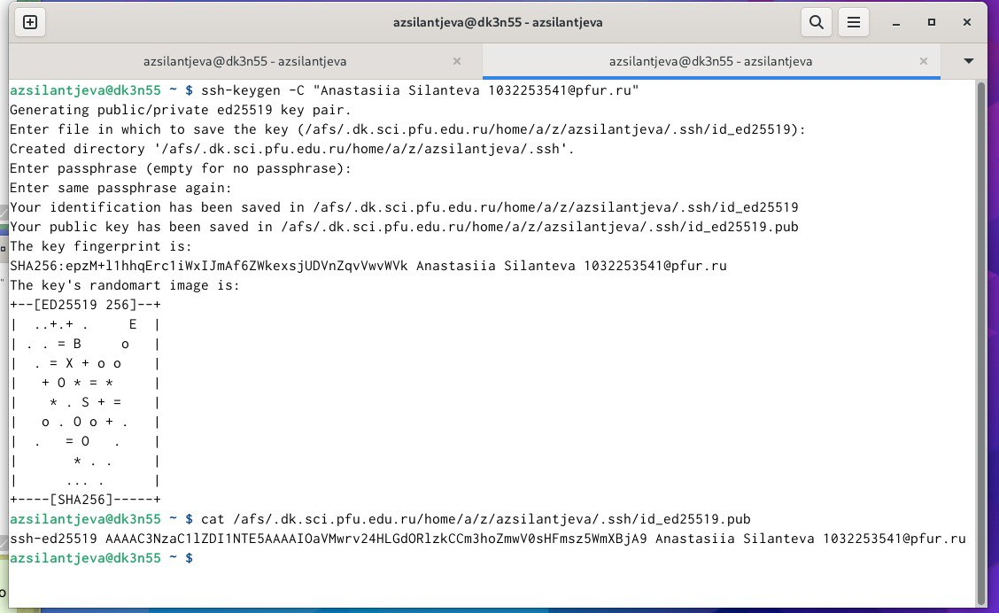 azsilantjeva@dk3n55 - azsilantjeva
azsilantjeva@dk3n55 - azsilantjeva
azsilantjeva@dk3n55 - azsilantjeva
azsilantjeva@dk3n55 ~ $ ssh-keygen -C "Anastasiia Silanteva 1032253541@pfur.ru"
Generating public/private ed25519 key pair.
Enter file in which to save the key (/afs/.dk.sci.pfu.edu.ru/home/a/z/azsilantjeva/.ssh/id_ed25519):
Created directory '/afs/.dk.sci.pfu.edu.ru/home/a/z/azsilantjeva/.ssh'.
Enter passphrase (empty for no passphrase):
Enter same passphrase again:
Your identification has been saved in /afs/.dk.sci.pfu.edu.ru/home/a/z/azsilantjeva/.ssh/id_ed25519
Your public key has been saved in /afs/.dk.sci.pfu.edu.ru/home/a/z/azsilantjeva/.ssh/id_ed25519.pub
The key fingerprint is:
SHA256:epzM+l1hhqErc1iWxIJmAf6ZWkexsjUDVnZqvVwvWVk Anastasiia Silanteva 1032253541@pfur.ru
The key's randomart image is:
+--[ED25519 256]--+
|  ..+.+ .     E  |
| . . = B     o   |
|  . = X + o o    |
|   + O * = *     |
|    * . S + =    |
|   o . O o + .   |
|  .   = O   .    |
|       * . .     |
|      ... .      |
+----[SHA256]-----+
azsilantjeva@dk3n55 ~ $ cat /afs/.dk.sci.pfu.edu.ru/home/a/z/azsilantjeva/.ssh/id_ed25519.pub
ssh-ed25519 AAAAC3NzaC1lZDI1NTE5AAAAIOaVMwrv24HLGdORlzkCCm3hoZmwV0sHFmsz5WmXBjA9 Anastasiia Silanteva 1032253541@pfur.ru
azsilantjeva@dk3n55 ~ $